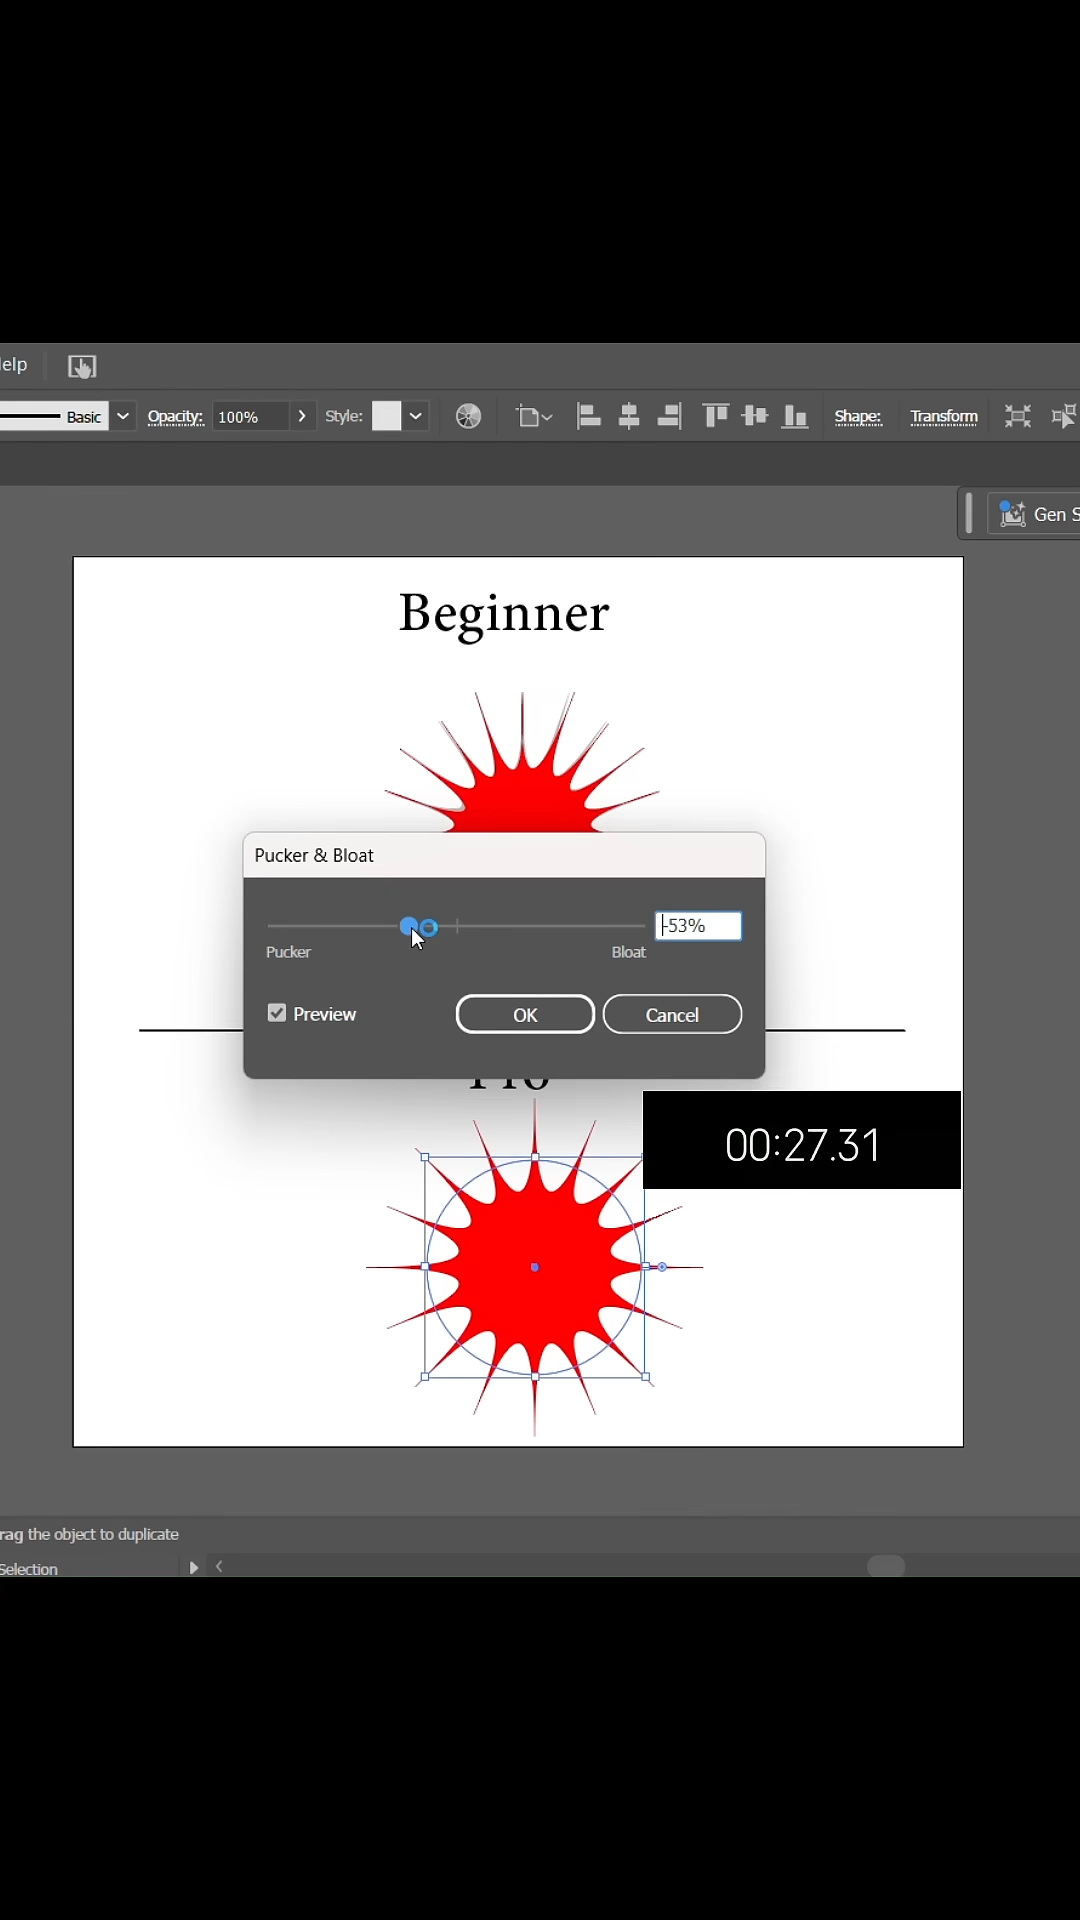 elp
Basic Opacity: 100% Style: Shape: Transform
Gen S
Beginner
Pucker & Bloat
-53%
Pucker Bloat
Preview OK Cancel
Pro
00:27.31
rag the object to duplicate
Selection